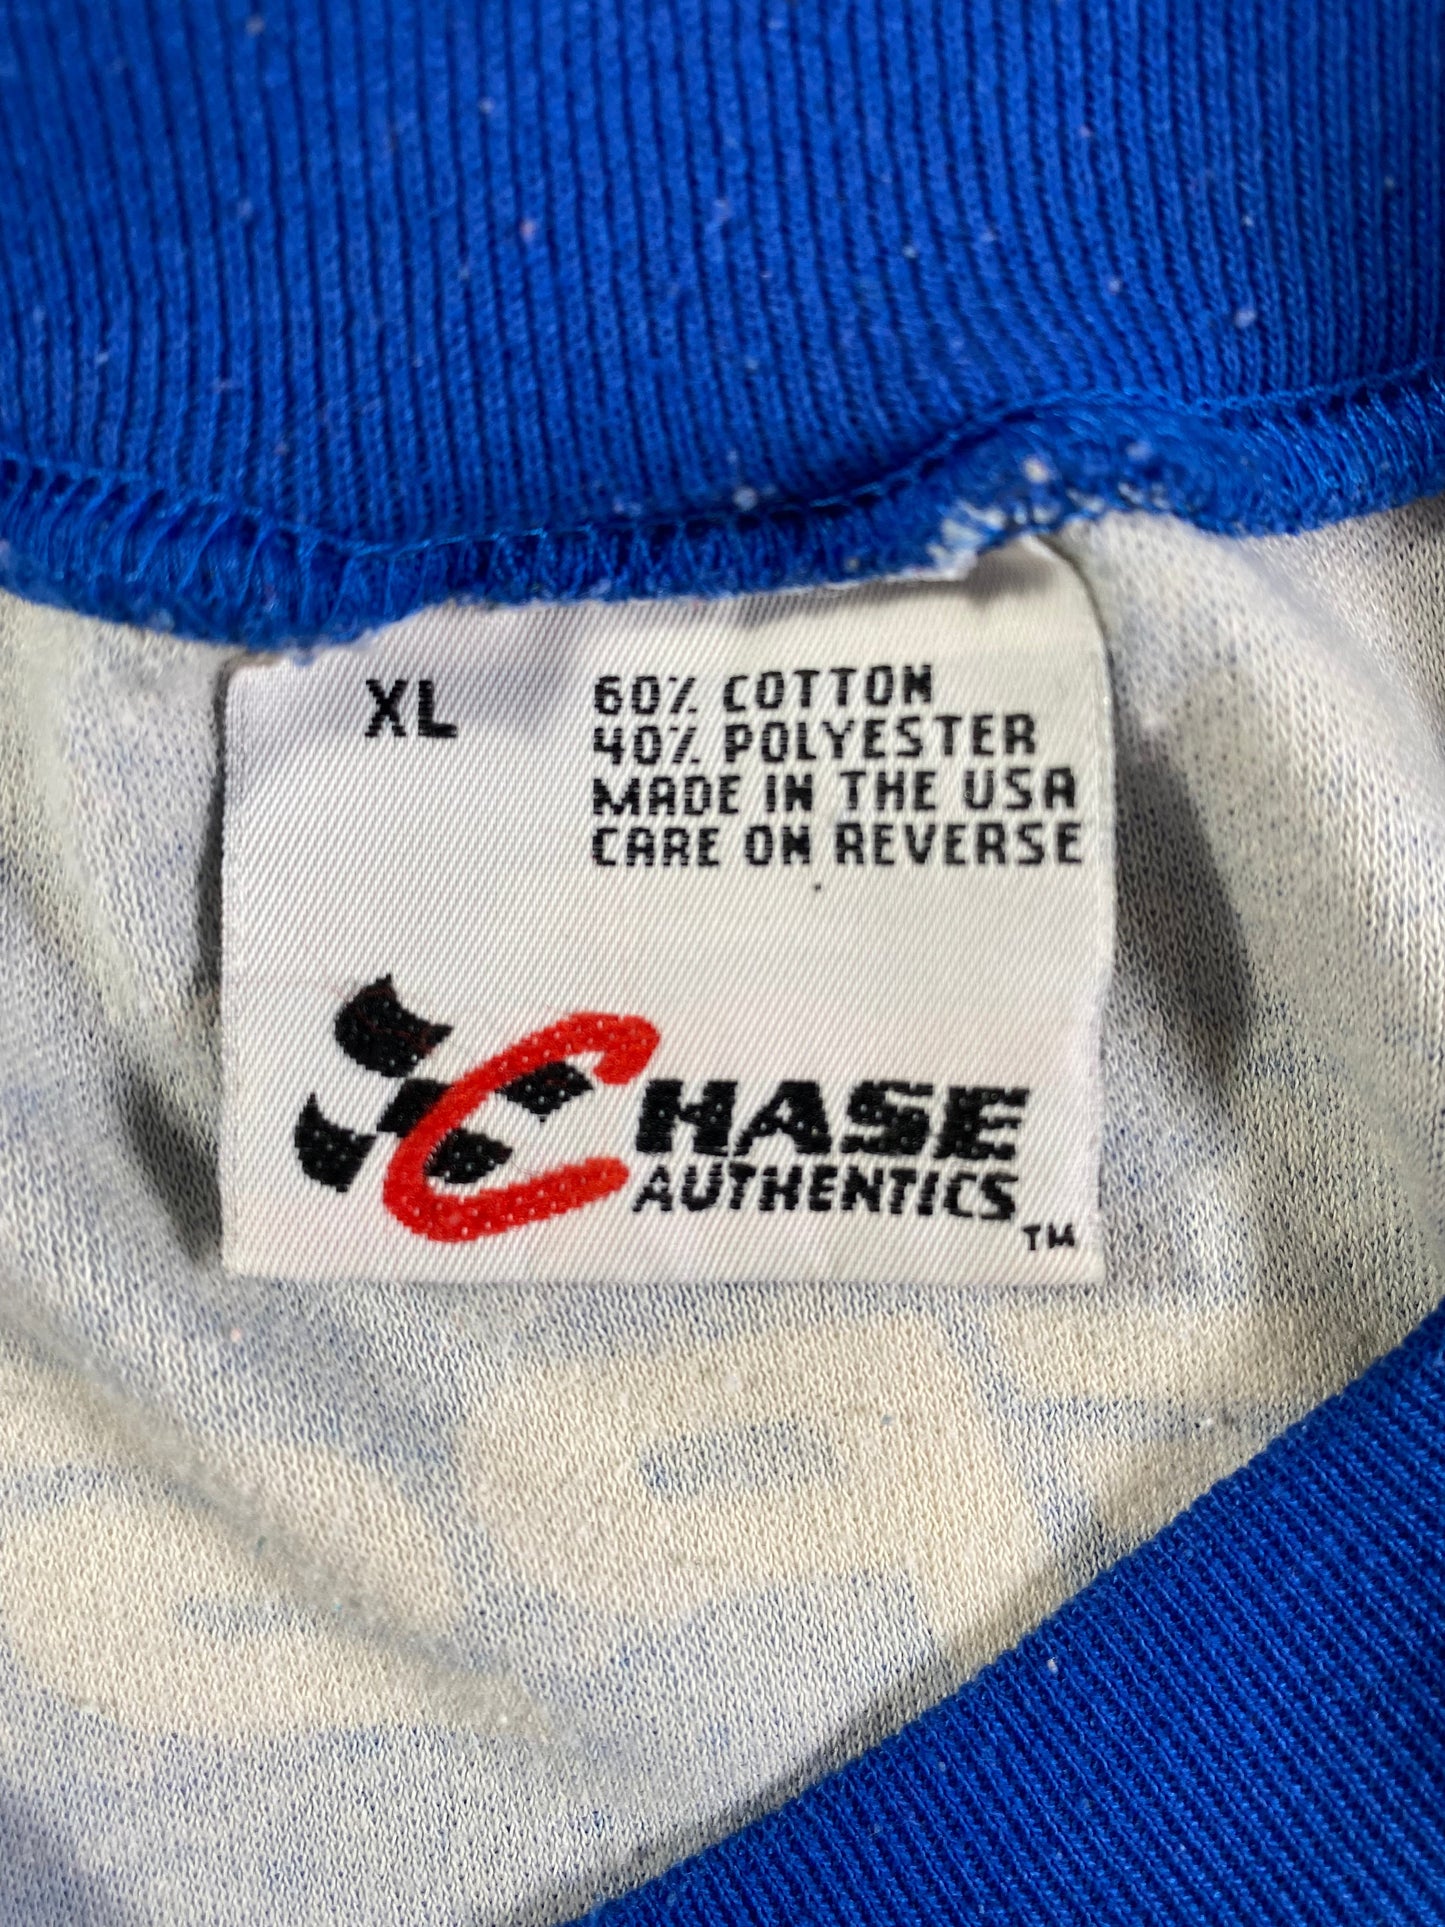 XL
60% COTTON
40% POLYESTER
MADE IN THE USA
CARE ON REVERSE
CHASE
AUTHENTICS
TM